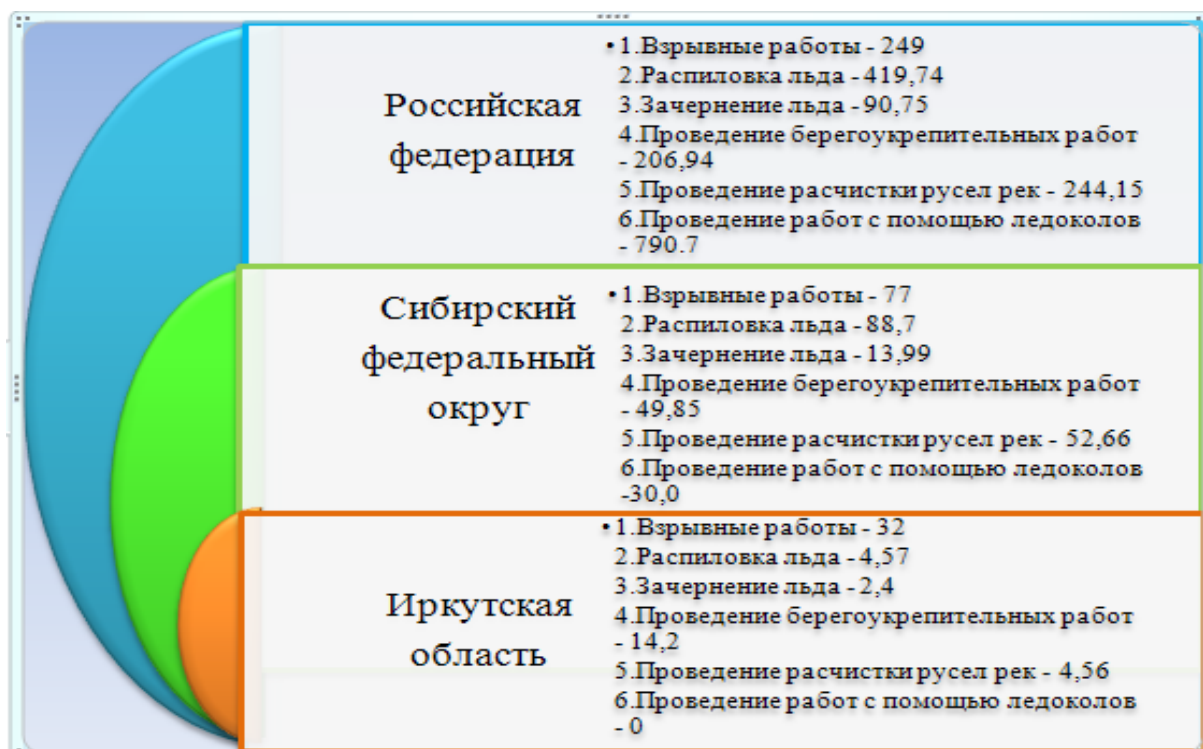 Российская
федерация
•1.Взрывные работы - 249
2.Распиловка льда - 419,74
3.Зачернение льда - 90,75
4.Проведение берегоукрепительных работ
- 206,94
5.Проведение расчистки русел рек - 244,15
6.Проведение работ с помощью ледоколов
- 790.7
Сибирский
федеральный
округ
•1.Взрывные работы - 77
2.Распиловка льда - 88,7
3.Зачернение льда - 13,99
4.Проведение берегоукрепительных работ
- 49,85
5.Проведение расчистки русел рек - 52,66
6.Проведение работ с помощью ледоколов
-30,0
Иркутская
область
•1.Взрывные работы - 32
2.Распиловка льда - 4,57
3.Зачернение льда - 2,4
4.Проведение берегоукрепительных работ
- 14,2
5.Проведение расчистки русел рек - 4,56
6.Проведение работ с помощью ледоколов
- 0